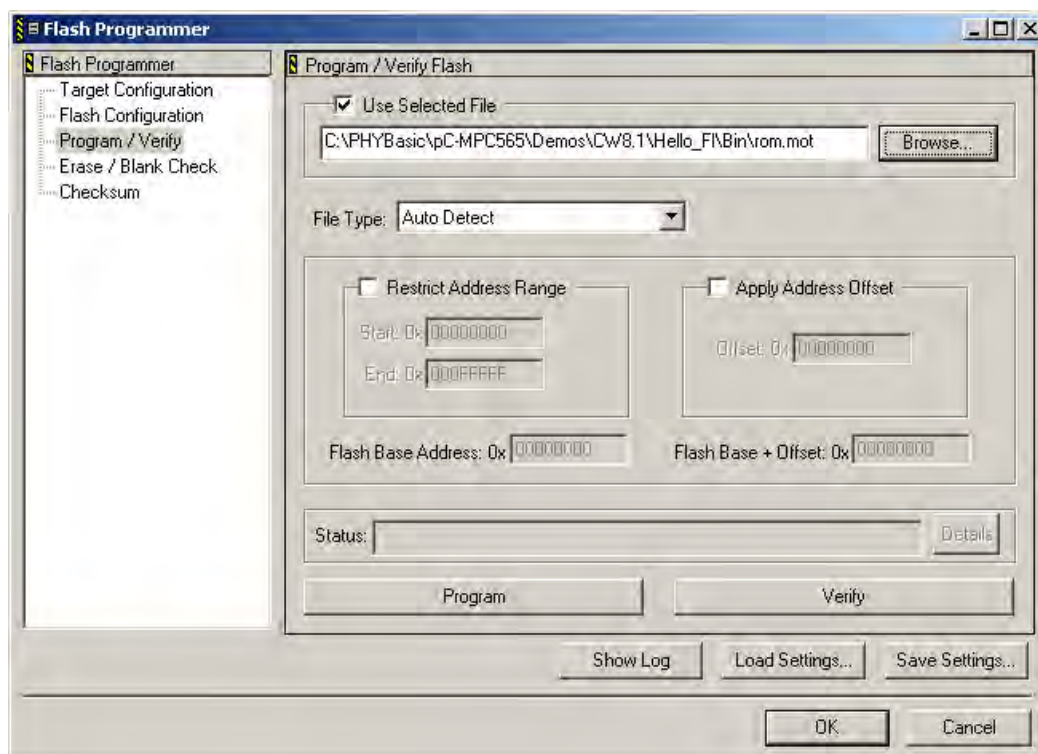 Flash Programmer
Flash Programmer
Target Configuration
Flash Configuration
Program / Verify
Erase / Blank Check
Checksum
Program / Verify Flash
Use Selected File
C:\PHYBasic\pC-MPC565\Demos\CW8.1\Hello_Fl\Bin\rom.mot
Browse...
File Type: Auto Detect
Restrict Address Range
Start: 0x 00000000
End: 0x 000FFFFF
Apply Address Offset
Offset: 0x 00000000
Flash Base Address: 0x 00000000
Flash Base + Offset: 0x 00000000
Status:
Details
Program
Verify
Show Log
Load Settings...
Save Settings...
OK
Cancel